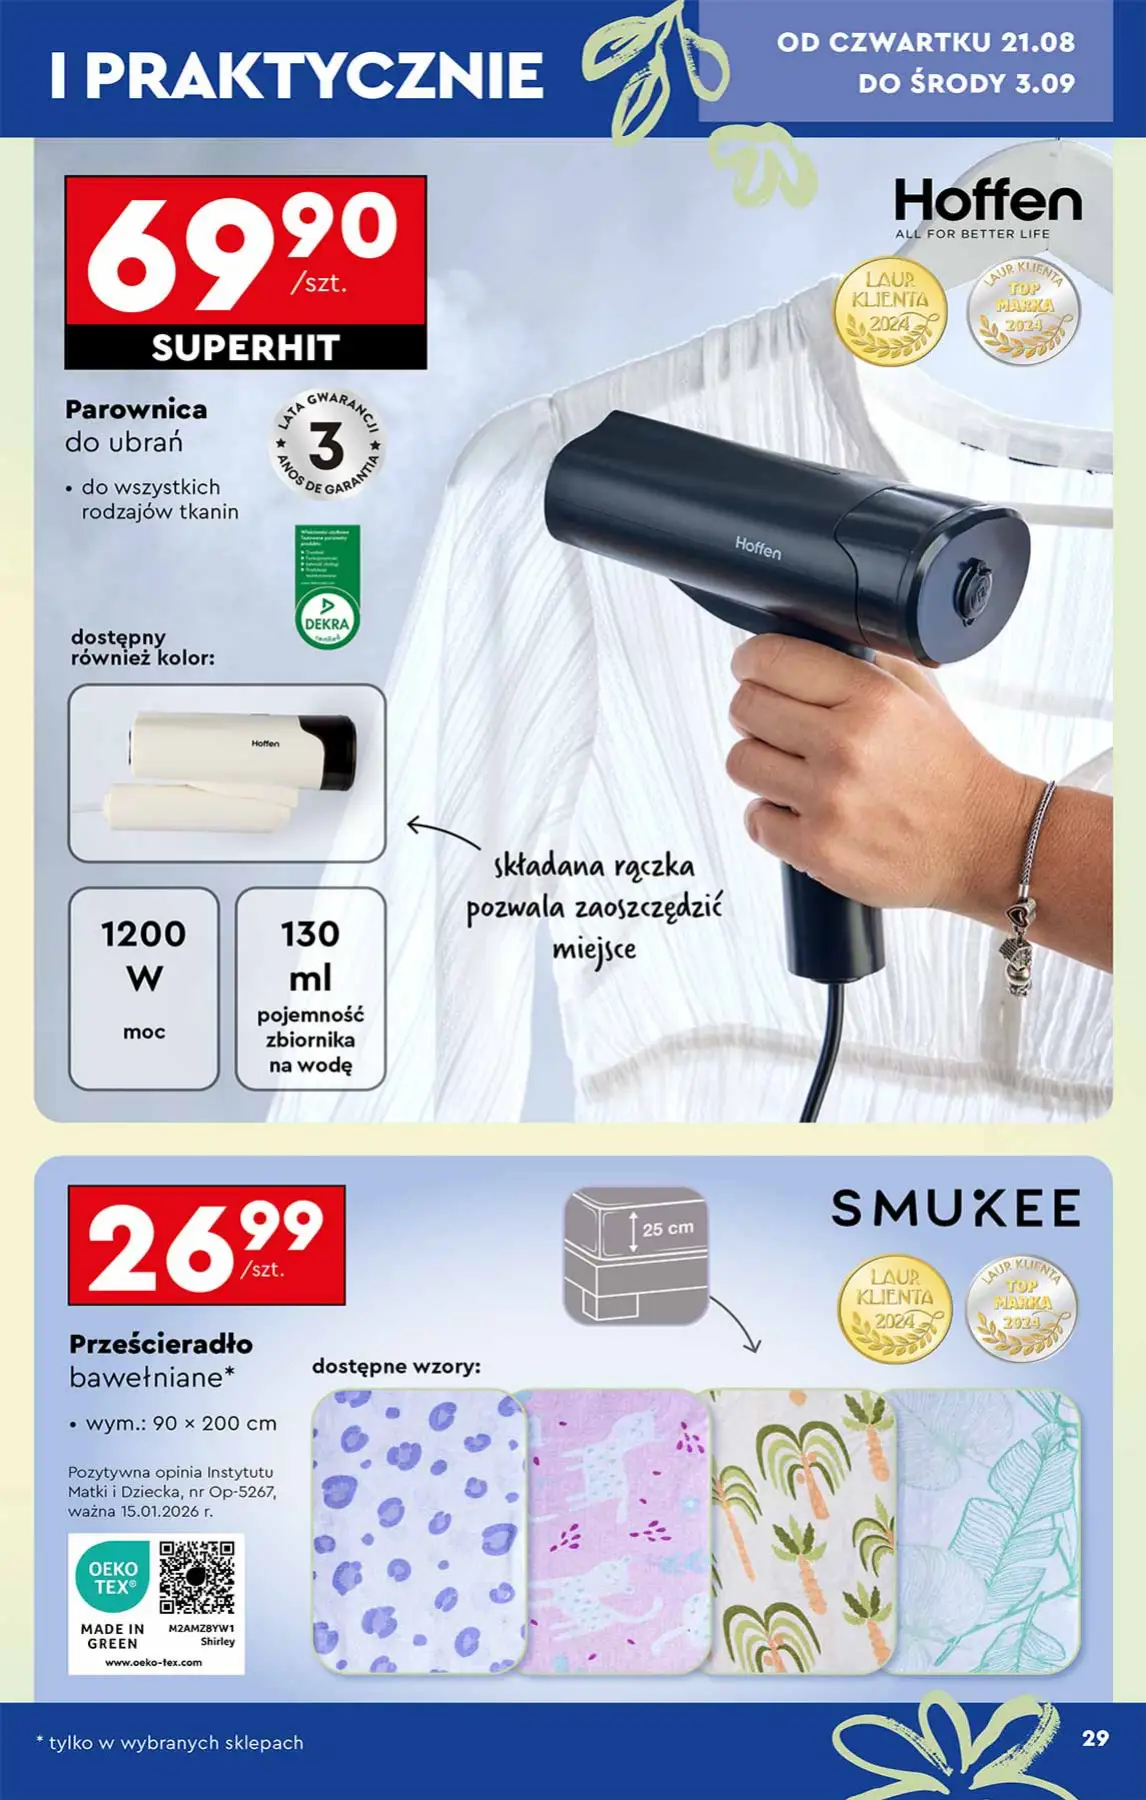 I PRAKTYCZNIE
OD CZWARTKU 21.08
DO ŚRODY 3.09
69 90
/szt.
SUPERHIT
Hoffen
ALL FOR BETTER LIFE
LAUR
KLIENTA
2024
LAUR KLIENTA
TOP
MARKA
2024
Parownica
do ubrań
LATA GWARANCJI
3
ANOS DE GARANTIA
• do wszystkich
rodzajów tkanin
DEKRA
Hoffen
dostępny
również kolor:
Hoffen
składana rączka
pozwala zaoszczędzić
miejsce
1200
W
moc
130
ml
pojemność
zbiornika
na wodę
26 99
/szt.
25 cm
SMUKEE
LAUR
KLIENTA
2024
LAUR KLIENTA
TOP
MARKA
2024
Prześcieradło
bawełniane*
dostępne wzory:
• wym.: 90 × 200 cm
Pozytywna opinia Instytutu
Matki i Dziecka, nr Op-5267,
ważna 15.01.2026 r.
OEKO
TEX®
MADE IN
GREEN
M2AMZ8YW1
Shirley
www.oeko-tex.com
* tylko w wybranych sklepach
29